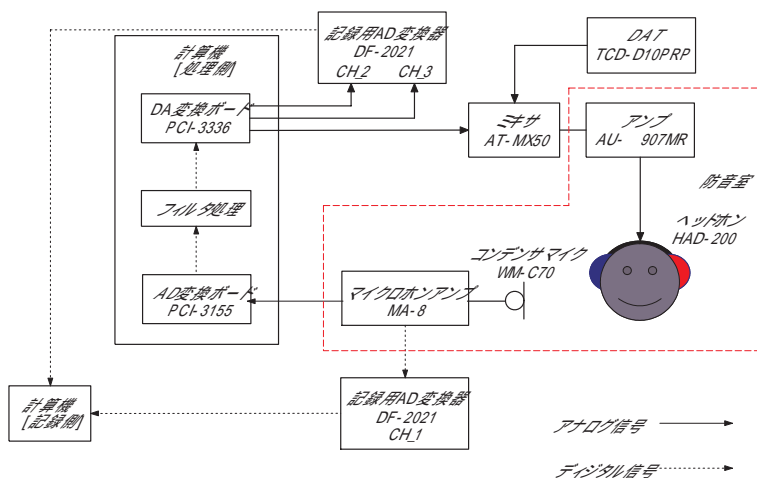 記録用AD変換器
DF-2021
CH_2 CH_3
DAT
TCD-D10PRP
計算機
[処理側]
DA変換ボード
PCI-3336
ミキサ
AT-MX50
アンプ
AU- 907MR
防音室
フィルタ処理
ヘッドホン
HAD-200
コンデンサマイク
WM-C70
AD変換ボード
PCI-3155
マイクロホンアンプ
MA-8
計算機
[記録側]
記録用AD変換器
DF-2021
CH_1
アナログ信号
ディジタル信号